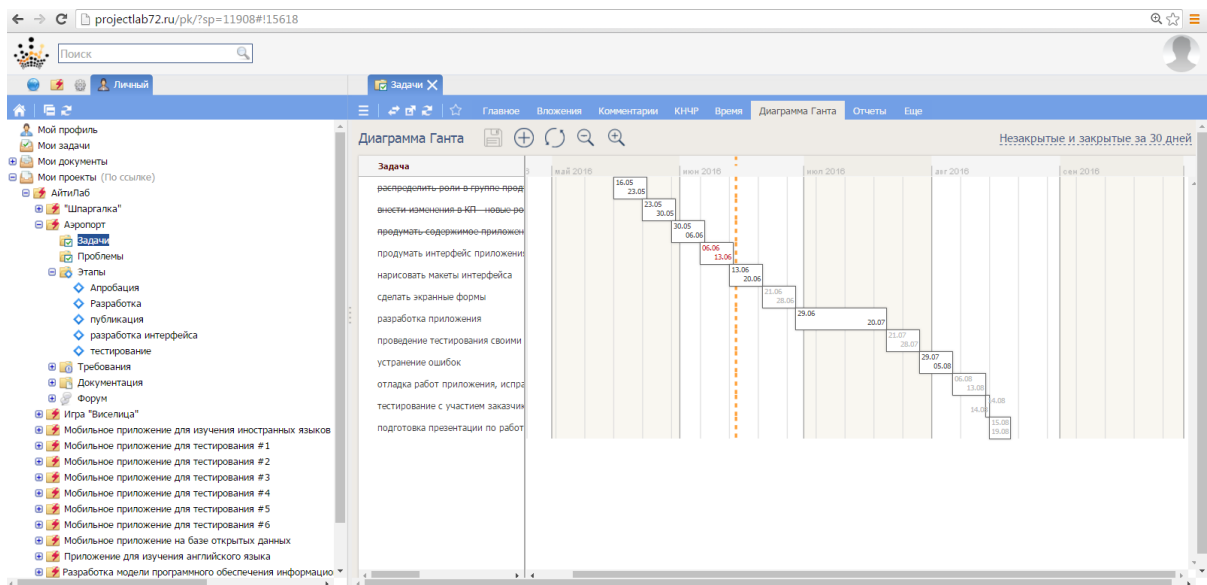 projectlab72.ru/pk/?sp=11908#!15618
Поиск
Личный
Задачи
Главное Вложения Комментарии КНЧР Время Диаграмма Ганта Отчеты Еще
Мой профиль
Мои задачи
Мои документы
Мои проекты (По ссылке)
АйтиЛаб
"Шпаргалка"
Аэропорт
Задачи
Проблемы
Этапы
Апробация
Разработка
публикация
разработка интерфейса
тестирование
Требования
Документация
Форум
Игра "Виселица"
Мобильное приложение для изучения иностранных языков
Мобильное приложение для тестирования #1
Мобильное приложение для тестирования #2
Мобильное приложение для тестирования #3
Мобильное приложение для тестирования #4
Мобильное приложение для тестирования #5
Мобильное приложение для тестирования #6
Мобильное приложение на базе открытых данных
Приложение для изучения английского языка
Разработка модели программного обеспечения информацио
Диаграмма Ганта
Незакрытые и закрытые за 30 дней
Задача
май 2016 июн 2016 июл 2016 авг 2016 сен 2016
распределить роли в группе прод
16.05
23.05
внести изменения в КП - новые ро
23.05
30.05
продумать содержимое приложен
30.05
06.06
продумать интерфейс приложения
06.06
13.06
нарисовать макеты интерфейса
13.06
20.06
сделать экранные формы
21.06
28.06
разработка приложения
29.06
20.07
проведение тестирования своими
21.07
28.07
устранение ошибок
29.07
05.08
отладка работ приложения, испра
06.08
13.08
тестирование с участием заказчик
4.08
14.08
подготовка презентации по работ
15.08
19.08